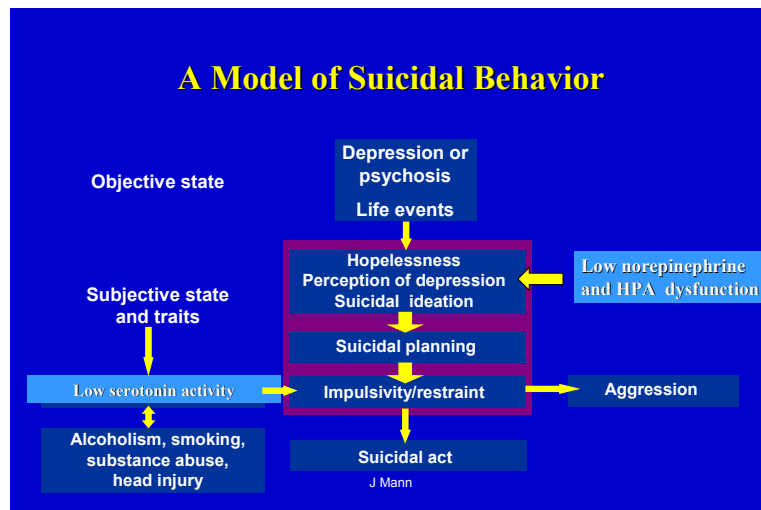 A Model of Suicidal Behavior
Objective state
Depression or
psychosis
Life events
Hopelessness
Perception of depression
Suicidal ideation
Low norepinephrine
and HPA dysfunction
Subjective state
and traits
Suicidal planning
Low serotonin activity
Impulsivity/restraint
Aggression
Alcoholism, smoking,
substance abuse,
head injury
Suicidal act
J Mann